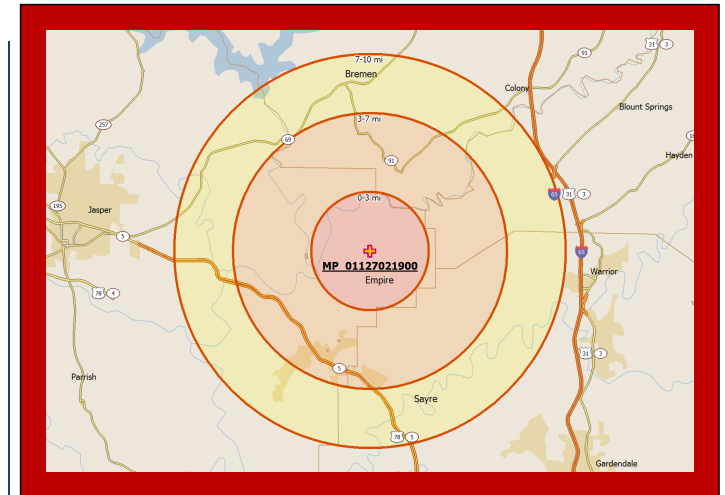 31 3
7-10 mi
Bremen
91
Colony
Blount Springs
3-7 mi
257
69
Hayden
91
195
0-3 mi
65 31 3
Jasper
5
65
MP_01127021900
Warrior
Empire
78 4
31 3
5
Parrish
Sayre
78 5
Gardendale